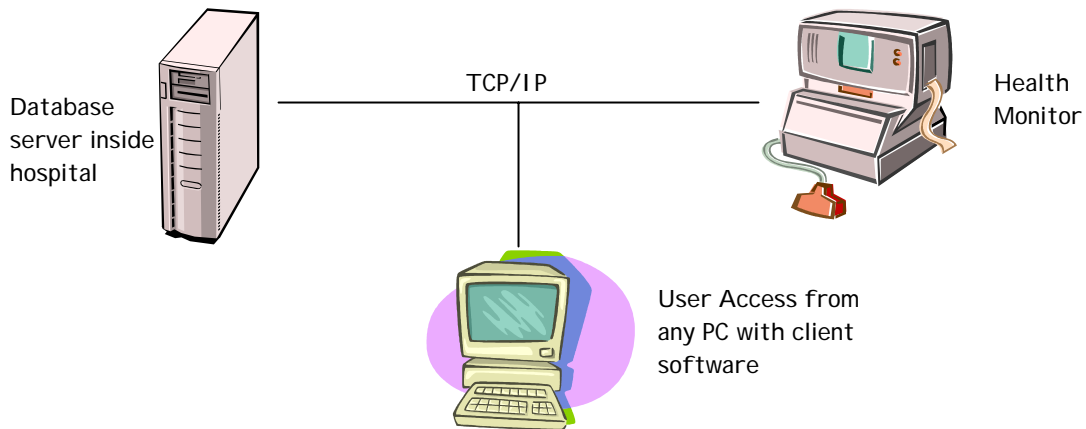 TCP/IP
Database
server inside
hospital
Health
Monitor
User Access from
any PC with client
software